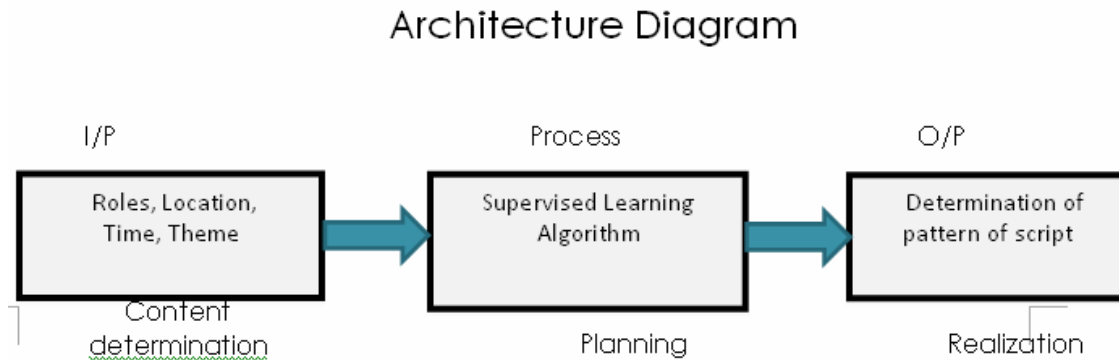 Architecture Diagram
I/P
Process
O/P
Roles, Location,
Time, Theme
Supervised Learning
Algorithm
Determination of
pattern of script
Content
determination
Planning
Realization